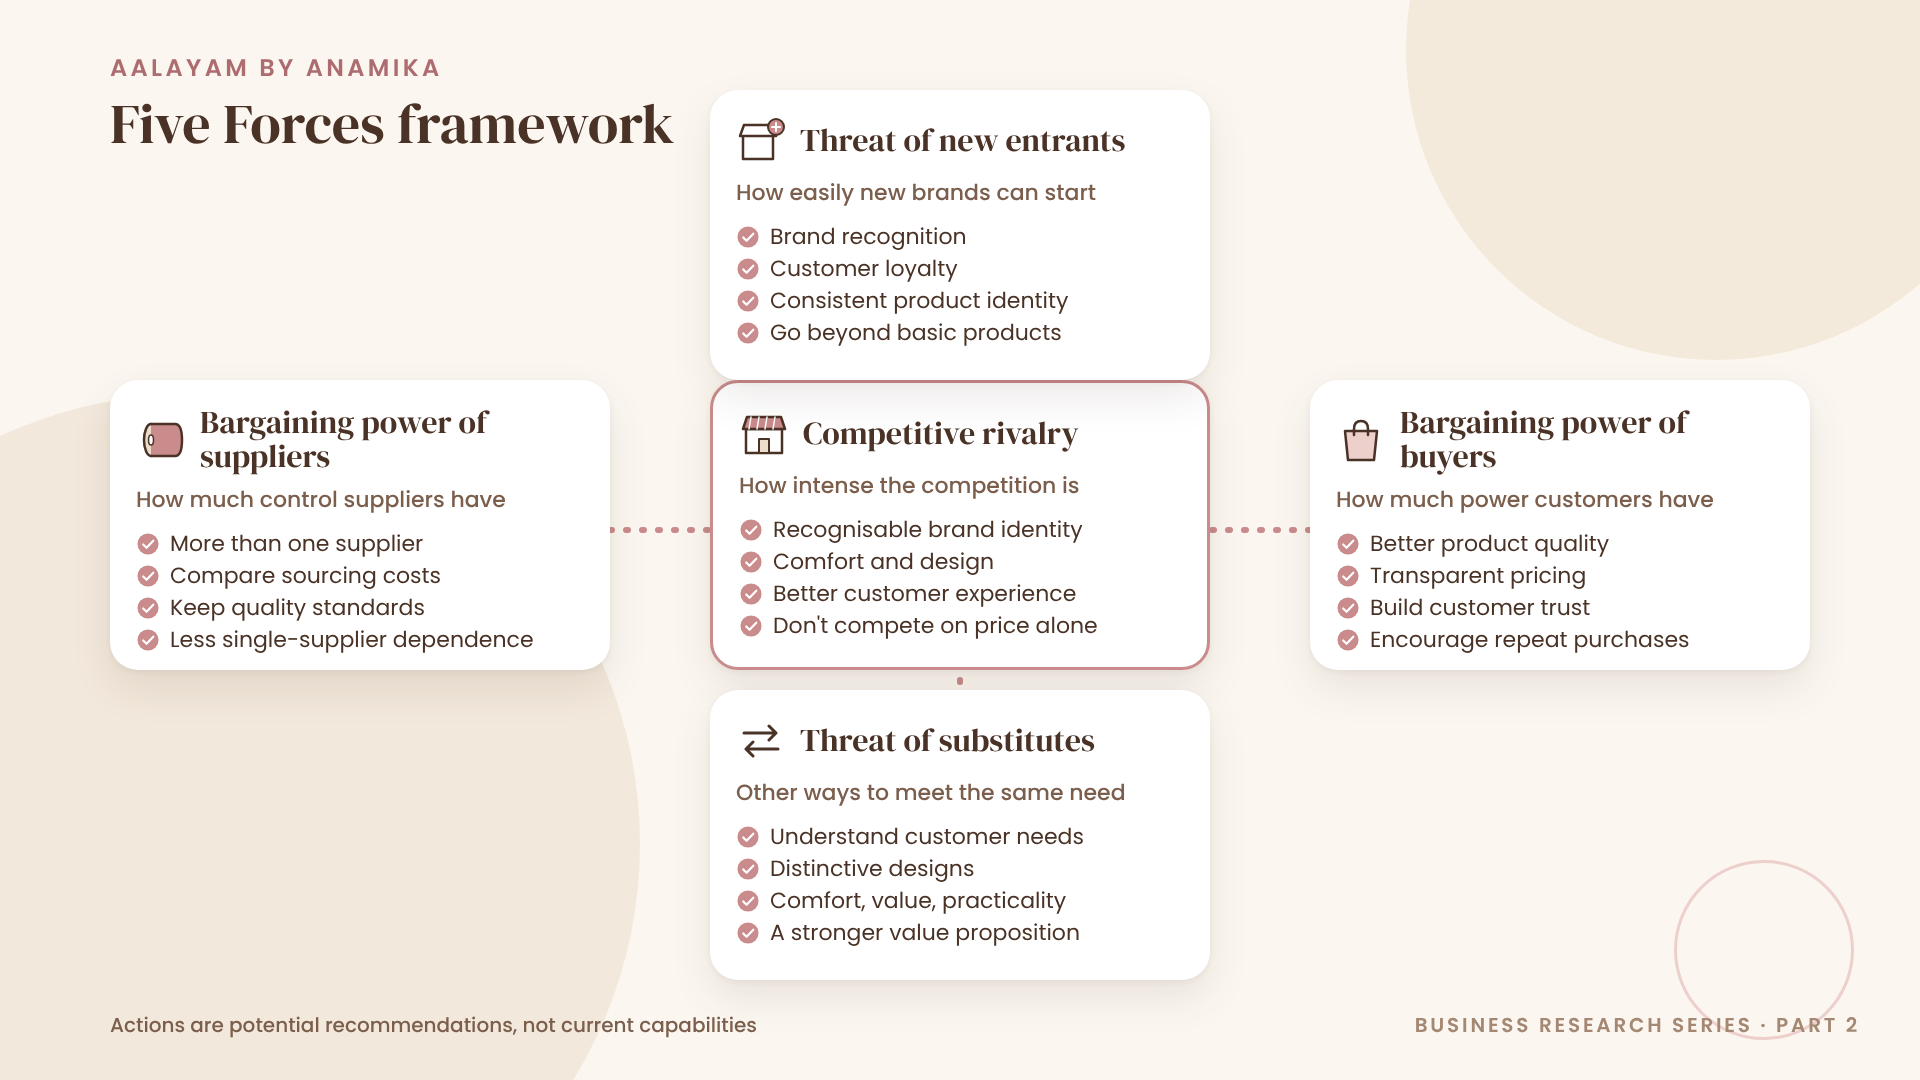 AALAYAM BY ANAMIKA
Five Forces framework
Threat of new entrants
How easily new brands can start
Brand recognition
Customer loyalty
Consistent product identity
Go beyond basic products
Bargaining power of
suppliers
How much control suppliers have
More than one supplier
Compare sourcing costs
Keep quality standards
Less single-supplier dependence
Competitive rivalry
How intense the competition is
Recognisable brand identity
Comfort and design
Better customer experience
Don't compete on price alone
Bargaining power of
buyers
How much power customers have
Better product quality
Transparent pricing
Build customer trust
Encourage repeat purchases
Threat of substitutes
Other ways to meet the same need
Understand customer needs
Distinctive designs
Comfort, value, practicality
A stronger value proposition
Actions are potential recommendations, not current capabilities
BUSINESS RESEARCH SERIES · PART 2